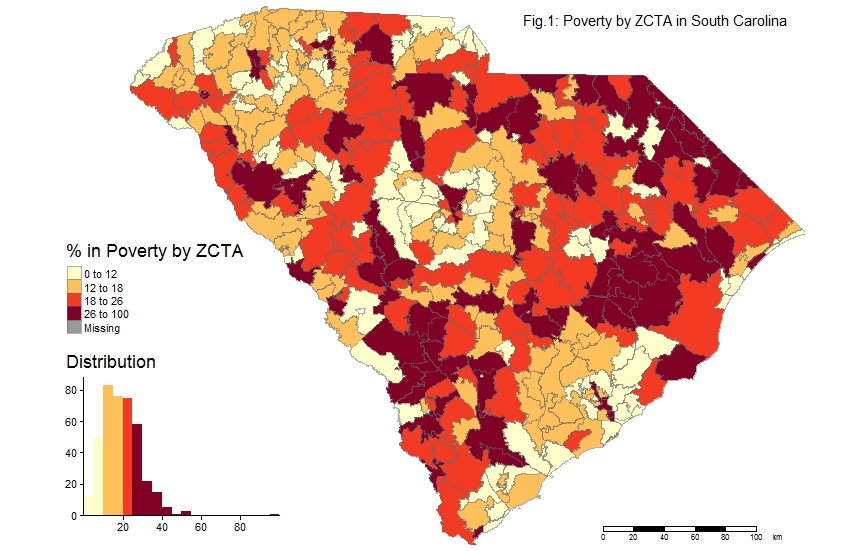 Fig.1: Poverty by ZCTA in South Carolina
% in Poverty by ZCTA
0 to 12
12 to 18
18 to 26
26 to 100
Missing
Distribution
80
60
40
20
0
20 40 60 80
0 20 40 60 80 100 km